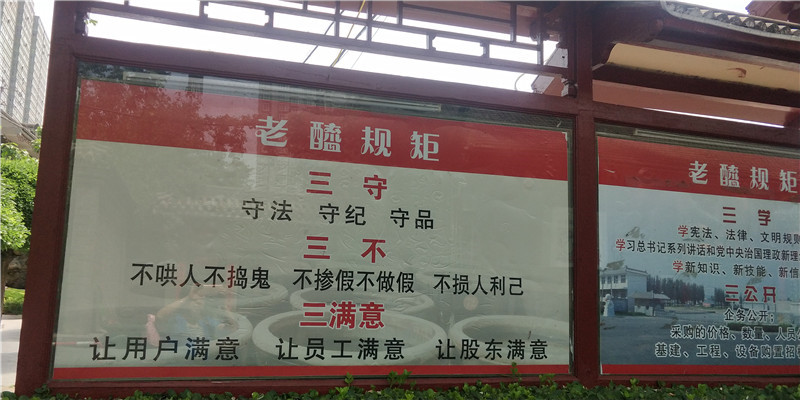 老醯规矩
三 守
守法 守纪 守品
三 不
不哄人不捣鬼 不掺假不做假 不损人利己
三满意
让用户满意 让员工满意 让股东满意
老醯规矩
三 学
学宪法、法律、文明规则
学习总书记系列讲话和党中央治国理政新理
学新知识、新技能、新信
三公开
企务公开：
采购的价格、数量、人员
基建、工程、设备购置招